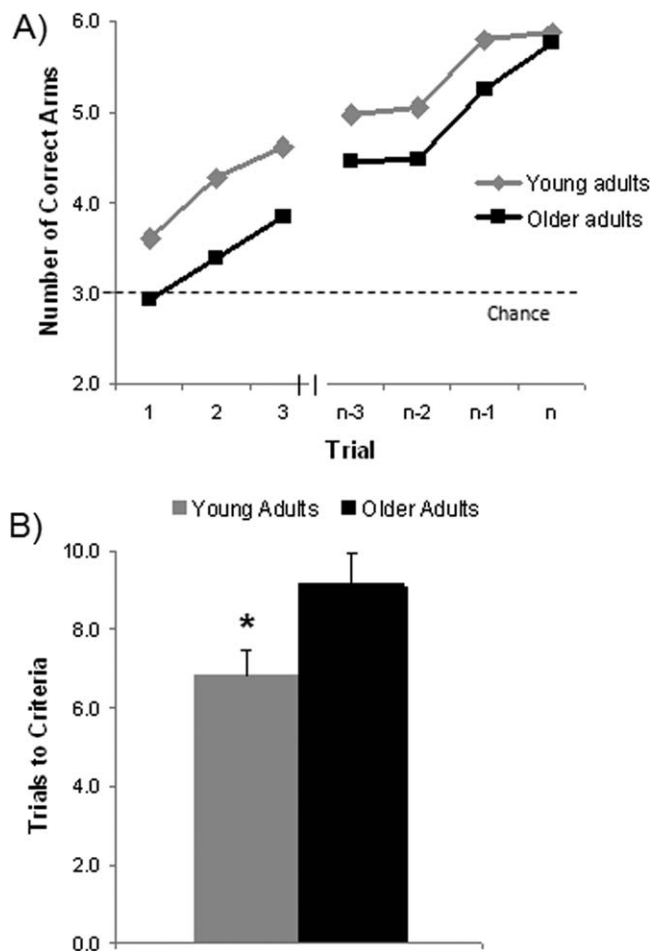 A)
Number of Correct Arms
6.0
5.0
4.0
3.0
2.0
Young adults
Older adults
Chance
1 2 3 n-3 n-2 n-1 n
Trial
B)
Young Adults Older Adults
Trials to Criteria
10.0
*
8.0
6.0
4.0
2.0
0.0